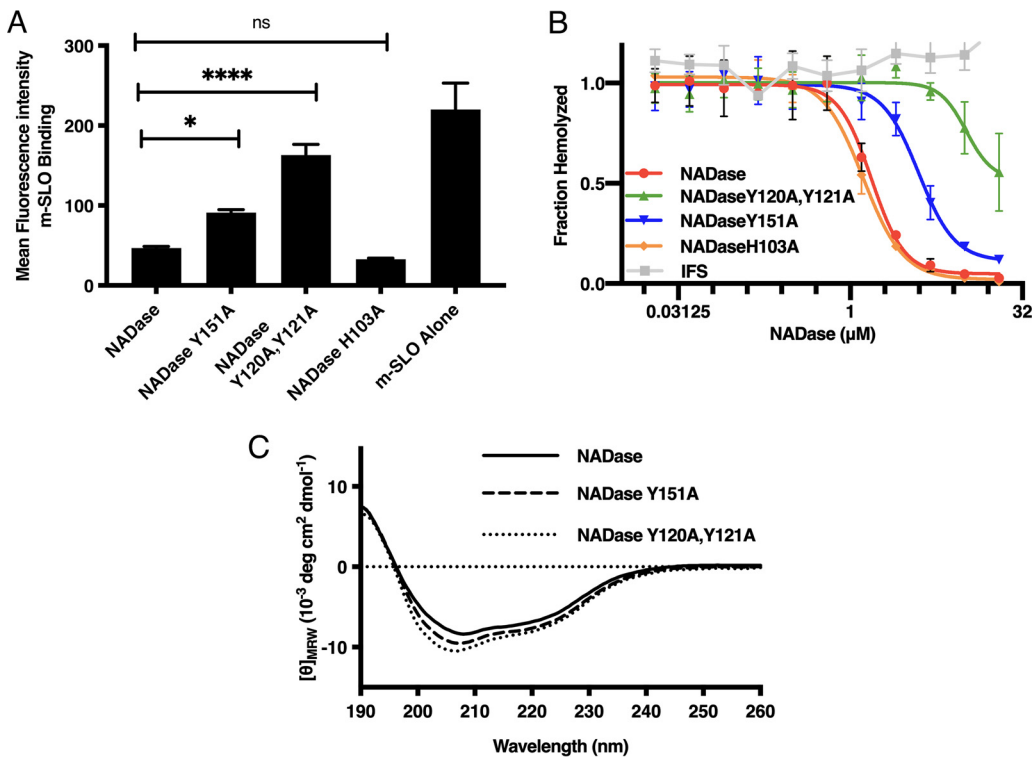 A
ns
****
*
Mean Fluorescence intensity
m-SLO Binding
300
200
100
0
NADase
NADase Y151A
NADase
Y120A,Y121A
NADase H103A
m-SLO Alone
B
Fraction Hemolyzed
1.0
0.5
0.0
NADase
NADaseY120A,Y121A
NADaseY151A
NADaseH103A
IFS
0.03125 1 32
NADase (µM)
C
[θ]MRW (10-3 deg cm2 dmol-1)
10
0
-10
NADase
NADase Y151A
NADase Y120A,Y121A
190 200 210 220 230 240 250 260
Wavelength (nm)